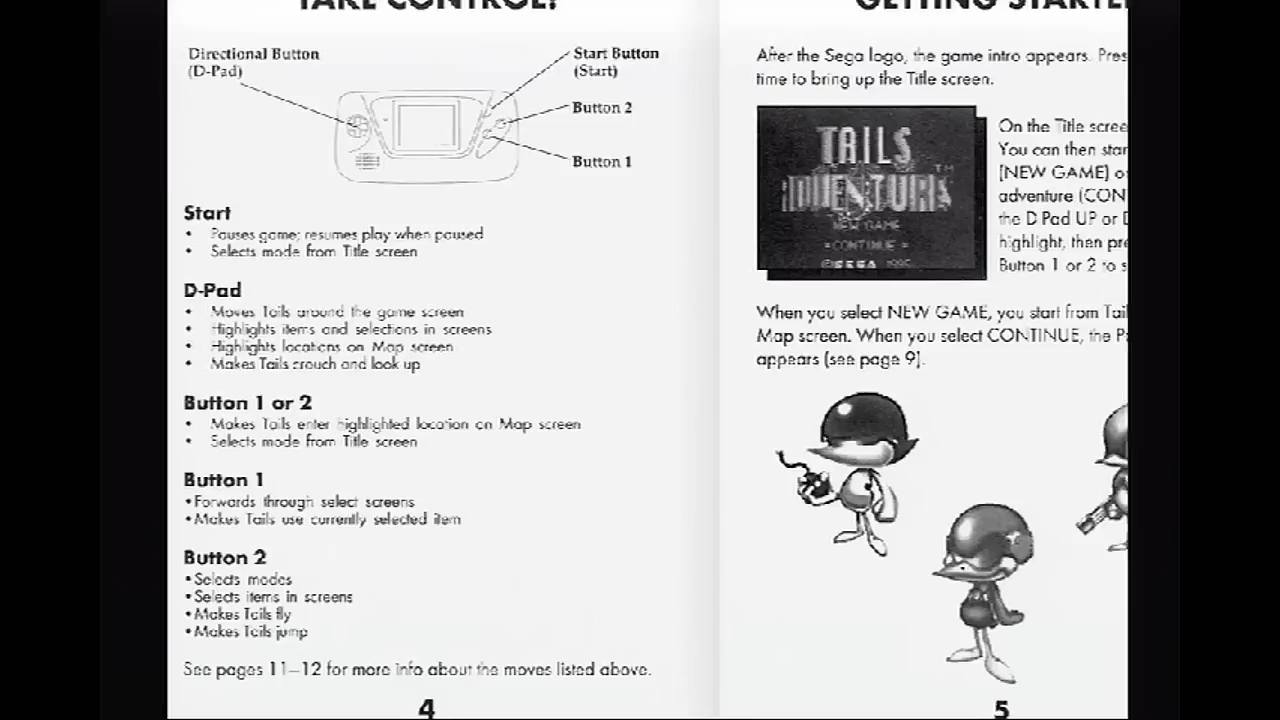 TAKE CONTROL!
Directional Button
(D-Pad)
Start Button
(Start)
Button 2
Button 1
Start
• Pauses game; resumes play when paused
• Selects mode from Title screen
D-Pad
• Moves Tails around the game screen
• Highlights items and selections in screens
• Highlights locations on Map screen
• Makes Tails crouch and look up
Button 1 or 2
• Makes Tails enter highlighted location on Map screen
• Selects mode from Title screen
Button 1
•Forwards through select screens
•Makes Tails use currently selected item
Button 2
•Selects modes
•Selects items in screens
•Makes Tails fly
•Makes Tails jump
See pages 11–12 for more info about the moves listed above.
4
GETTING STARTE
After the Sega logo, the game intro appears. Pres
time to bring up the Title screen.
TAILS
ADVENTURES
TM
NEW GAME
CONTINUE
©SEGA 1995
On the Title scree
You can then star
(NEW GAME) o
adventure (CON
the D Pad UP or D
highlight, then pre
Button 1 or 2 to s
When you select NEW GAME, you start from Tail
Map screen. When you select CONTINUE, the Pa
appears (see page 9).
5